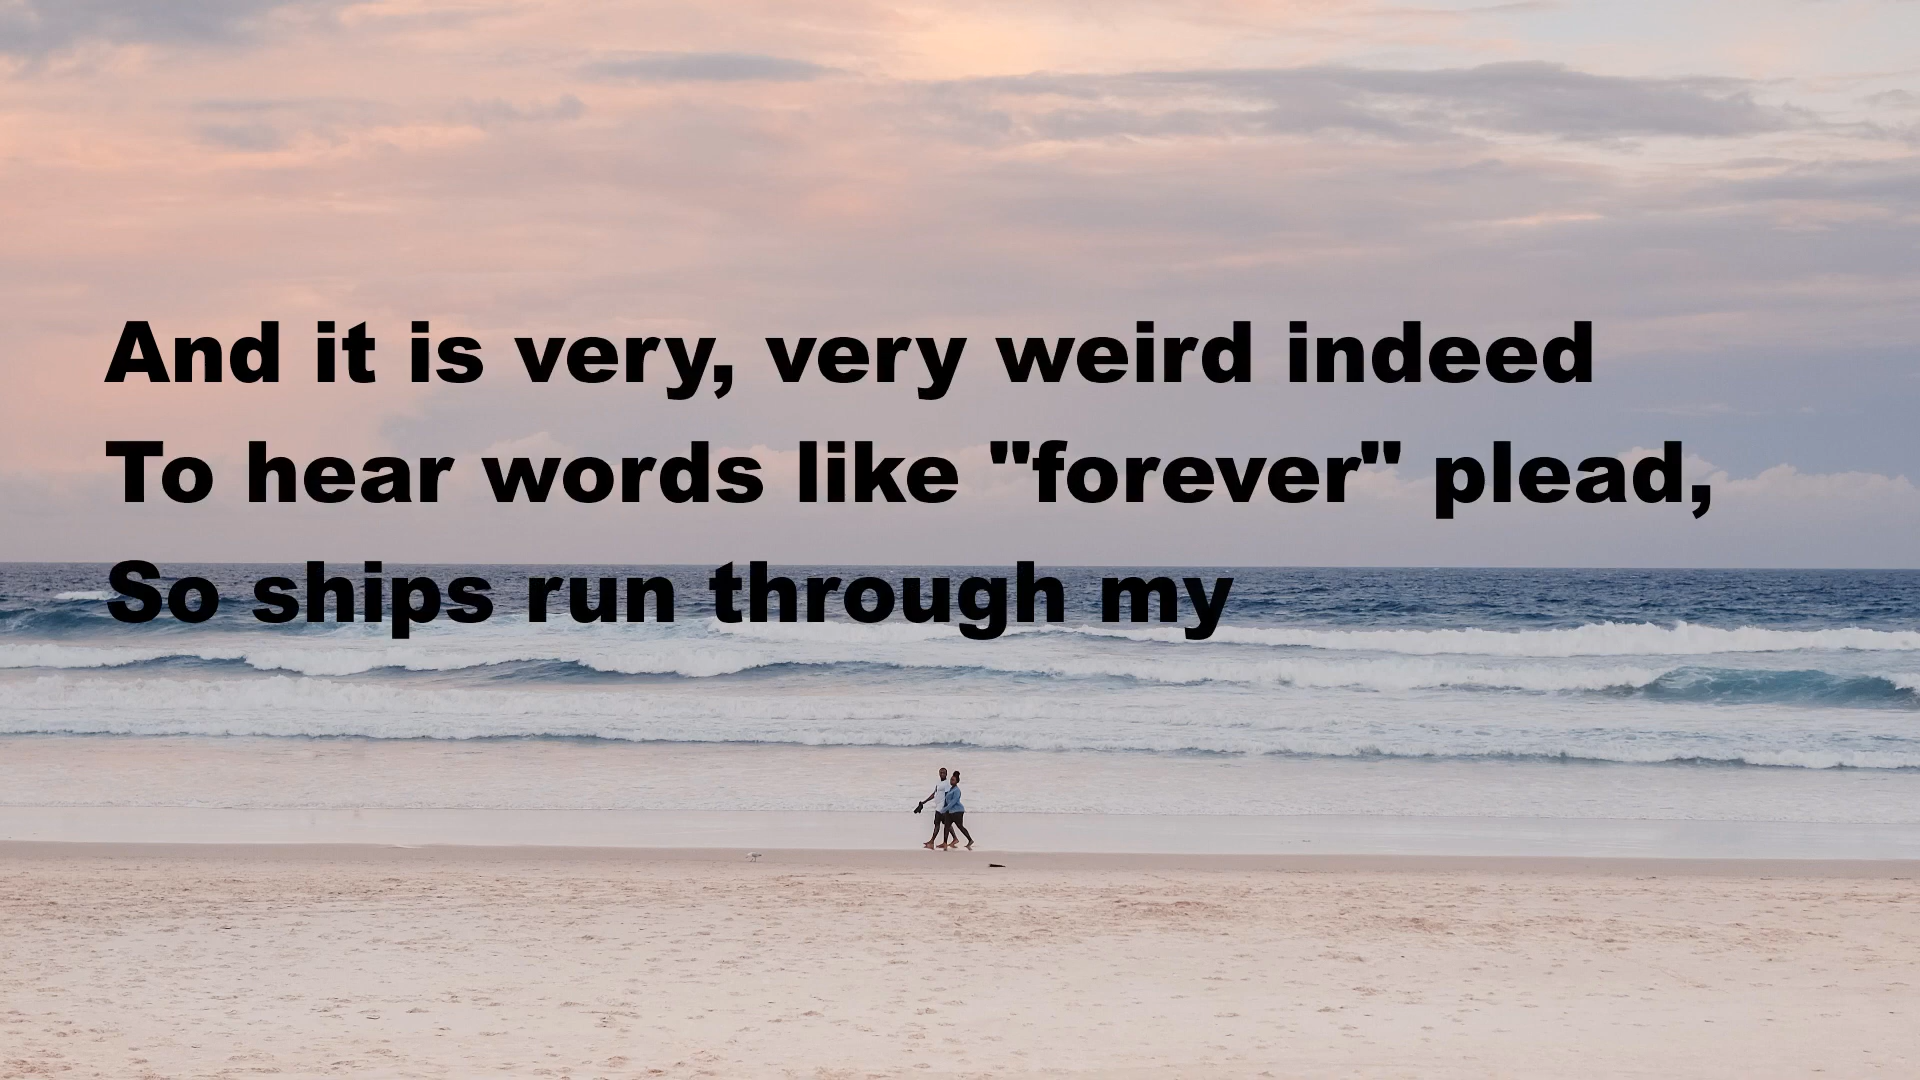 And it is very, very weird indeed
To hear words like "forever" plead,
So ships run through my